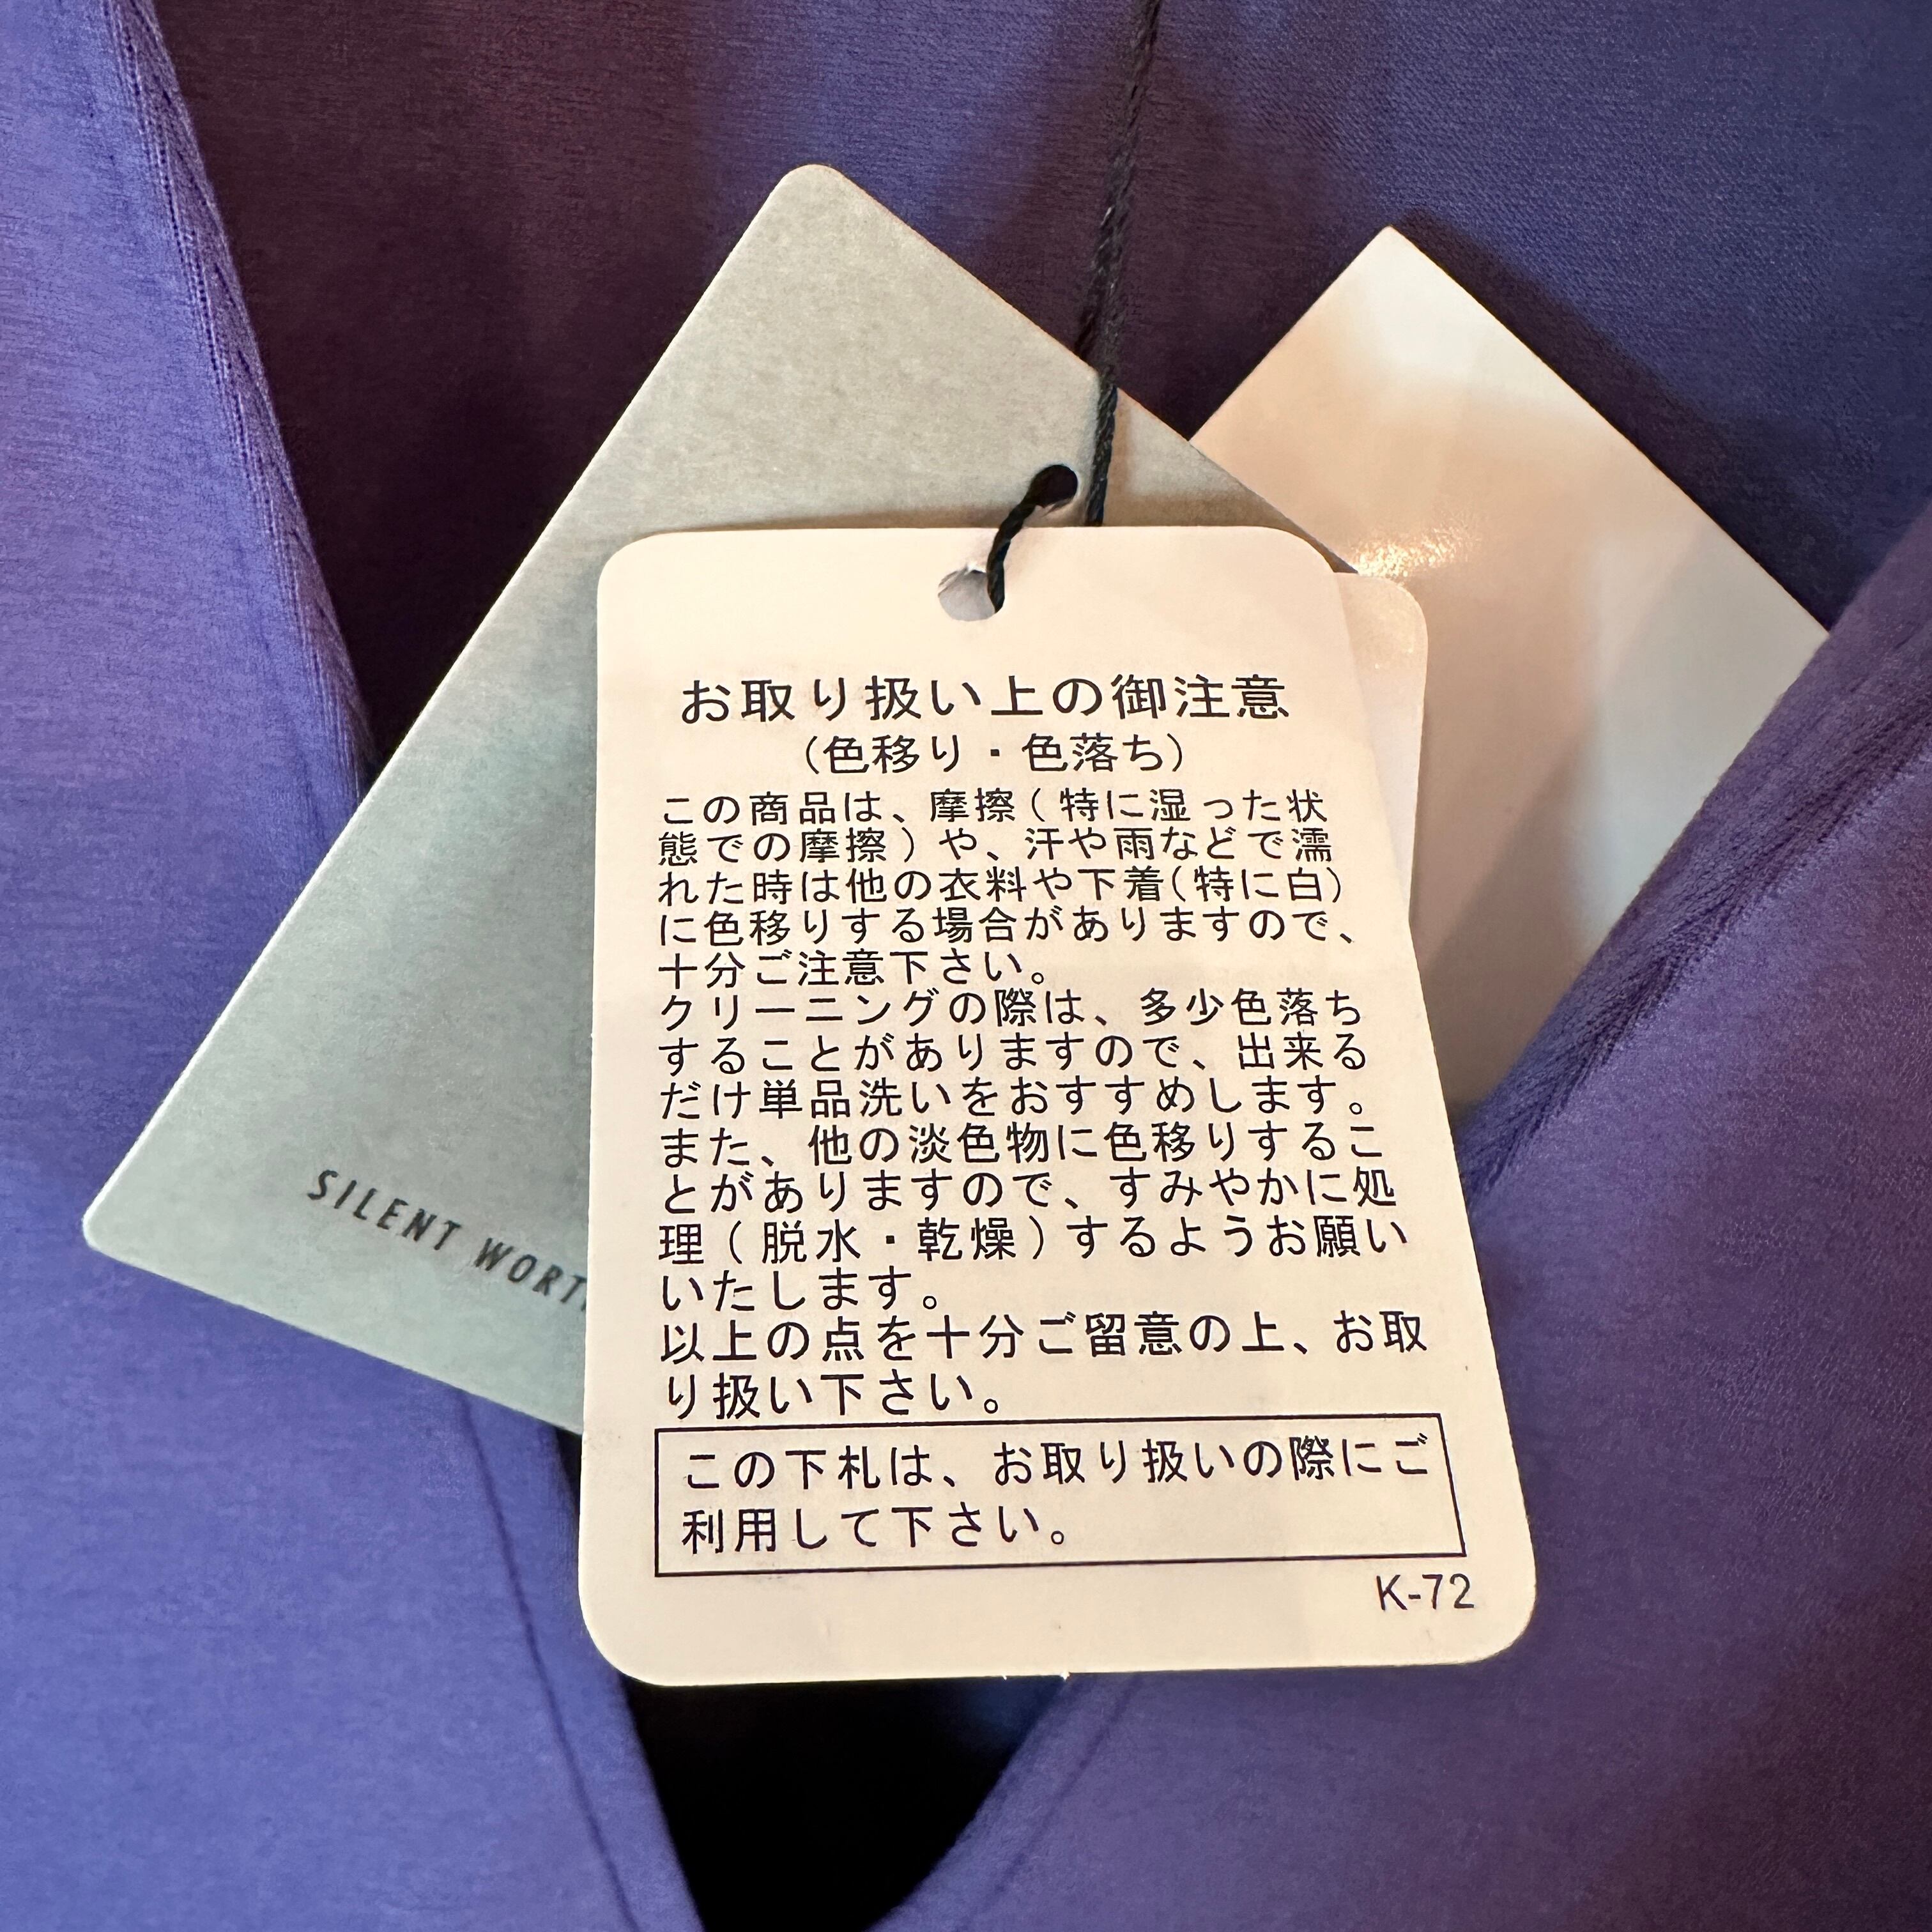 お取り扱い上の御注意
（色移り・色落ち）
この商品は、摩擦（特に湿った状
態での摩擦）や、汗や雨などで濡
れた時は他の衣料や下着（特に白）
に色移りする場合がありますので、
十分ご注意下さい。
クリーニングの際は、多少色落ち
することがありますので、出来る
だけ単品洗いをおすすめします。
また、他の淡色物に色移りするこ
とがありますので、すみやかに処
理（脱水・乾燥）するようお願い
いたします。
以上の点を十分ご留意の上、お取
り扱い下さい。
この下札は、お取り扱いの際にご
利用して下さい。
K-72
SILENT